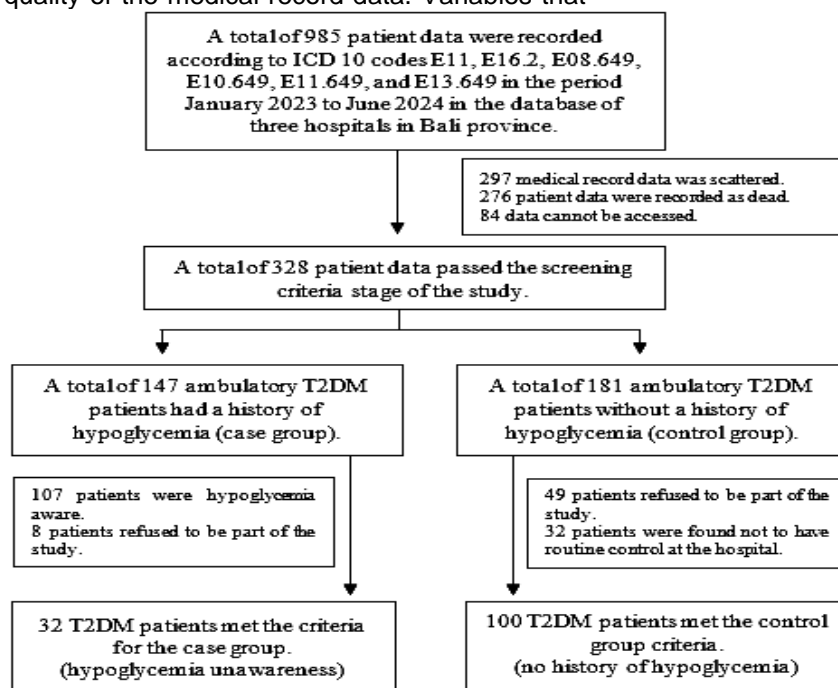 quality of the medical record data. Variables that
A total of 985 patient data were recorded
according to ICD 10 codes E11, E16.2, E08.649,
E10.649, E11.649, and E13.649 in the period
January 2023 to June 2024 in the database of
three hospitals in Bali province.
297 medical record data was scattered.
276 patient data were recorded as dead.
84 data cannot be accessed.
A total of 328 patient data passed the screening
criteria stage of the study.
A total of 147 ambulatory T2DM
patients had a history of
hypoglycemia (case group).
A total of 181 ambulatory T2DM
patients without a history of
hypoglycemia (control group).
107 patients were hypoglycemia
aware.
8 patients refused to be part of the
study.
49 patients refused to be part of the
study.
32 patients were found not to have
routine control at the hospital.
32 T2DM patients met the criteria
for the case group.
(hypoglycemia unawareness)
100 T2DM patients met the control
group criteria.
(no history of hypoglycemia)